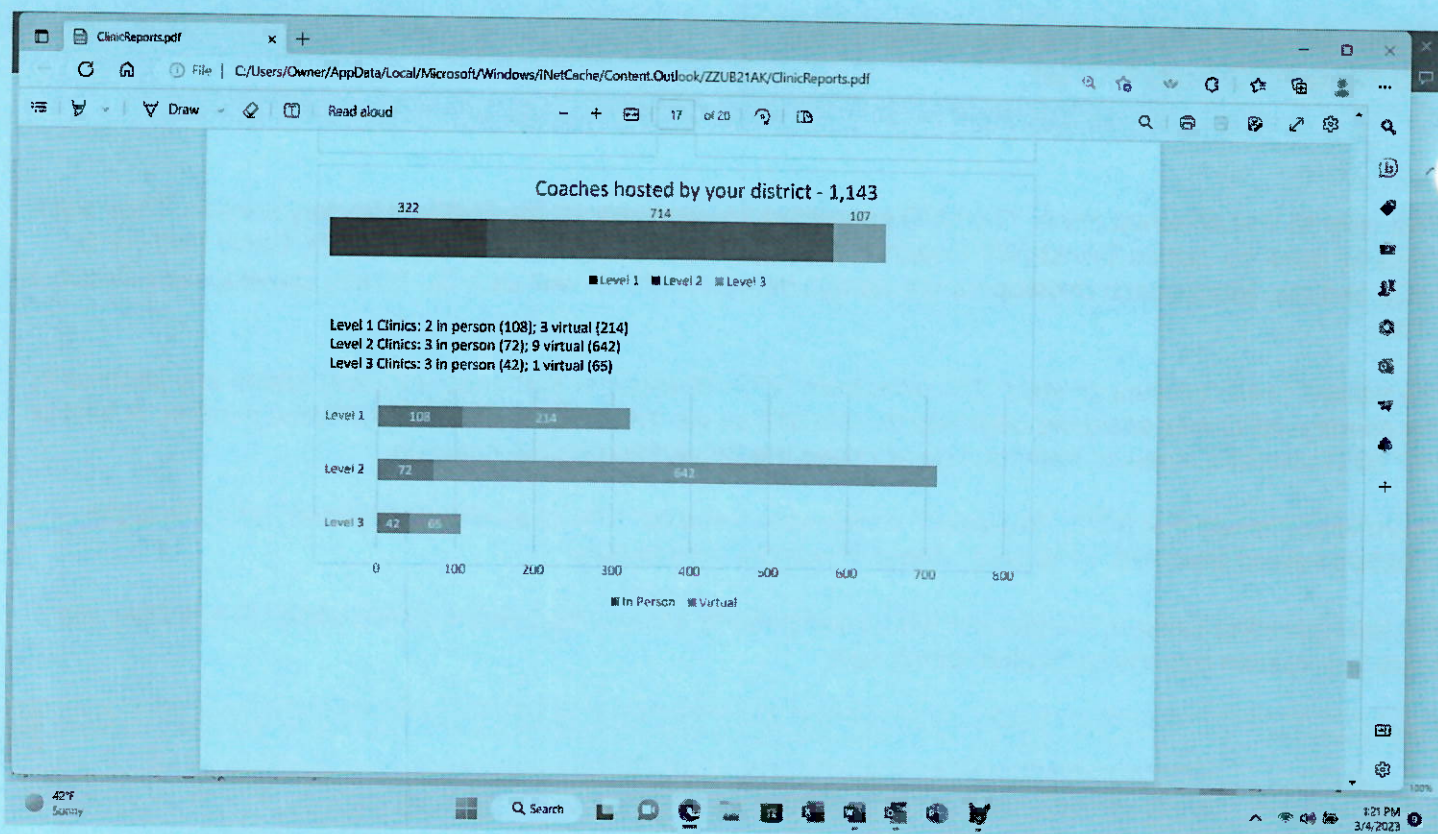 ClinicReports.pdf
File | C:/Users/Owner/AppData/Local/Microsoft/Windows/INetCache/Content.Outlook/ZZUB21AK/ClinicReports.pdf
Draw
Read aloud
17 of 20
Coaches hosted by your district - 1,143
322 714 107
Level 1 Level 2 Level 3
Level 1 Clinics: 2 in person (108); 3 virtual (214)
Level 2 Clinics: 3 in person (72); 9 virtual (642)
Level 3 Clinics: 3 in person (42); 1 virtual (65)
Level 1 108 214
Level 2 72 642
Level 3 42 65
0 100 200 300 400 500 600 700 800
In Person Virtual
100%
42°F
Sunny
Search
1:21 PM
3/4/2023